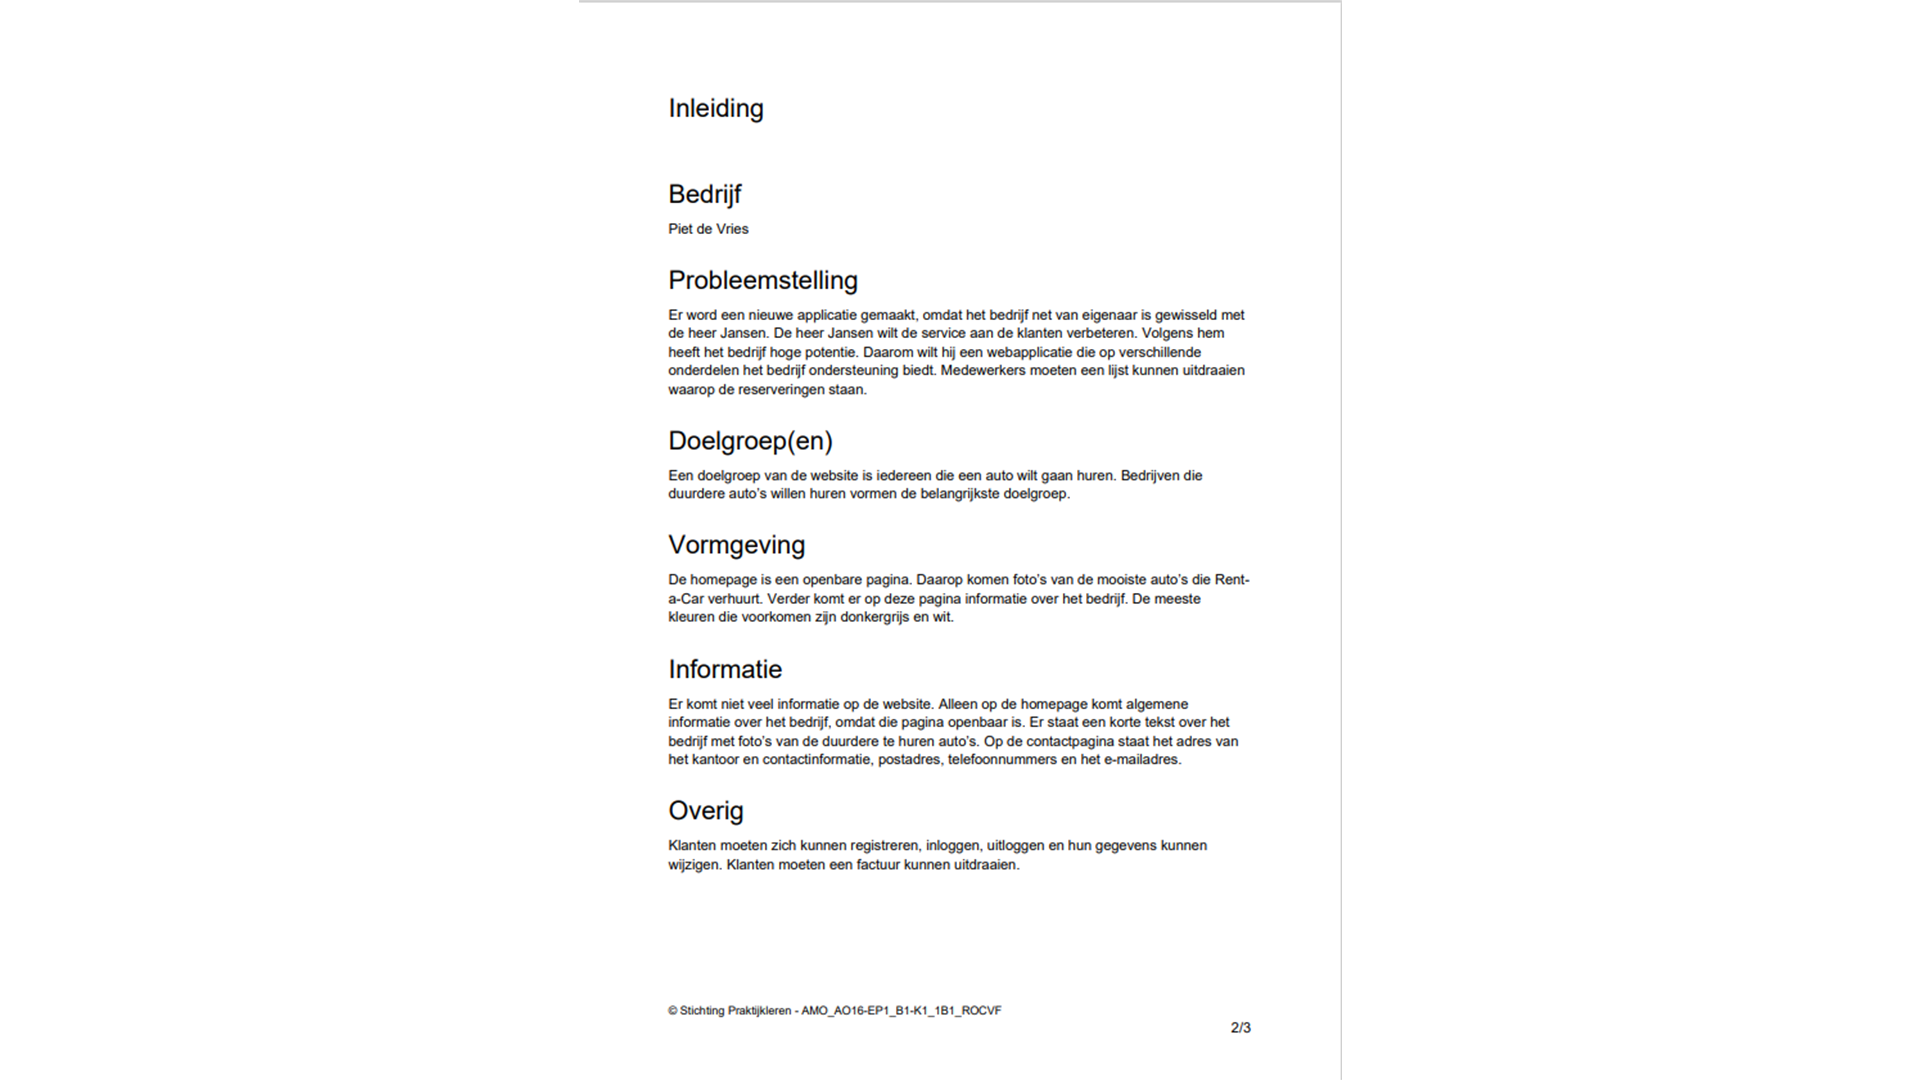 Inleiding
Bedrijf
Piet de Vries
Probleemstelling
Er word een nieuwe applicatie gemaakt, omdat het bedrijf net van eigenaar is gewisseld met
de heer Jansen. De heer Jansen wilt de service aan de klanten verbeteren. Volgens hem
heeft het bedrijf hoge potentie. Daarom wilt hij een webapplicatie die op verschillende
onderdelen het bedrijf ondersteuning biedt. Medewerkers moeten een lijst kunnen uitdraaien
waarop de reserveringen staan.
Doelgroep(en)
Een doelgroep van de website is iedereen die een auto wilt gaan huren. Bedrijven die
duurdere auto’s willen huren vormen de belangrijkste doelgroep.
Vormgeving
De homepage is een openbare pagina. Daarop komen foto’s van de mooiste auto’s die Rent-
a-Car verhuurt. Verder komt er op deze pagina informatie over het bedrijf. De meeste
kleuren die voorkomen zijn donkergrijs en wit.
Informatie
Er komt niet veel informatie op de website. Alleen op de homepage komt algemene
informatie over het bedrijf, omdat die pagina openbaar is. Er staat een korte tekst over het
bedrijf met foto’s van de duurdere te huren auto’s. Op de contactpagina staat het adres van
het kantoor en contactinformatie, postadres, telefoonnummers en het e-mailadres.
Overig
Klanten moeten zich kunnen registreren, inloggen, uitloggen en hun gegevens kunnen
wijzigen. Klanten moeten een factuur kunnen uitdraaien.
© Stichting Praktijkleren - AMO_AO16-EP1_B1-K1_1B1_ROCVF
2/3